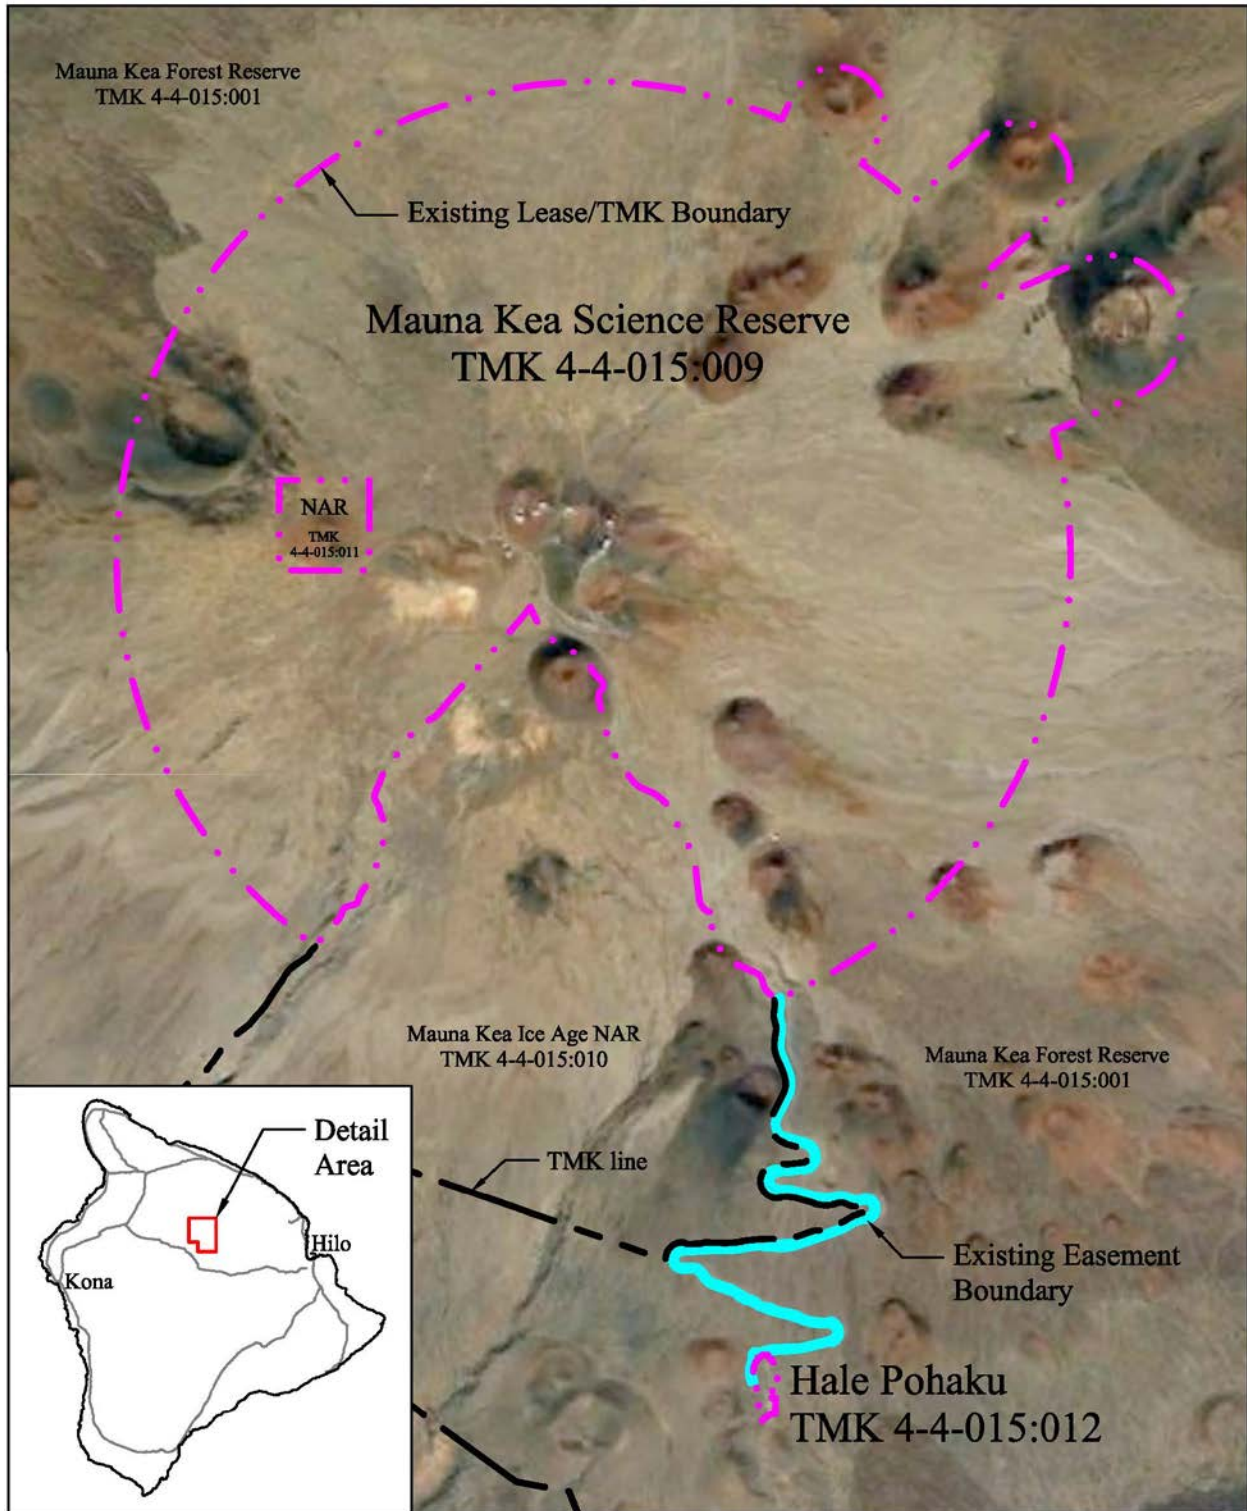 Mauna Kea Forest Reserve
TMK 4-4-015:001
Existing Lease/TMK Boundary
Mauna Kea Science Reserve
TMK 4-4-015:009
NAR
TMK
4-4-015:011
Mauna Kea Ice Age NAR
TMK 4-4-015:010
Mauna Kea Forest Reserve
TMK 4-4-015:001
Detail
Area
TMK line
Hilo
Kona
Existing Easement
Boundary
Hale Pohaku
TMK 4-4-015:012